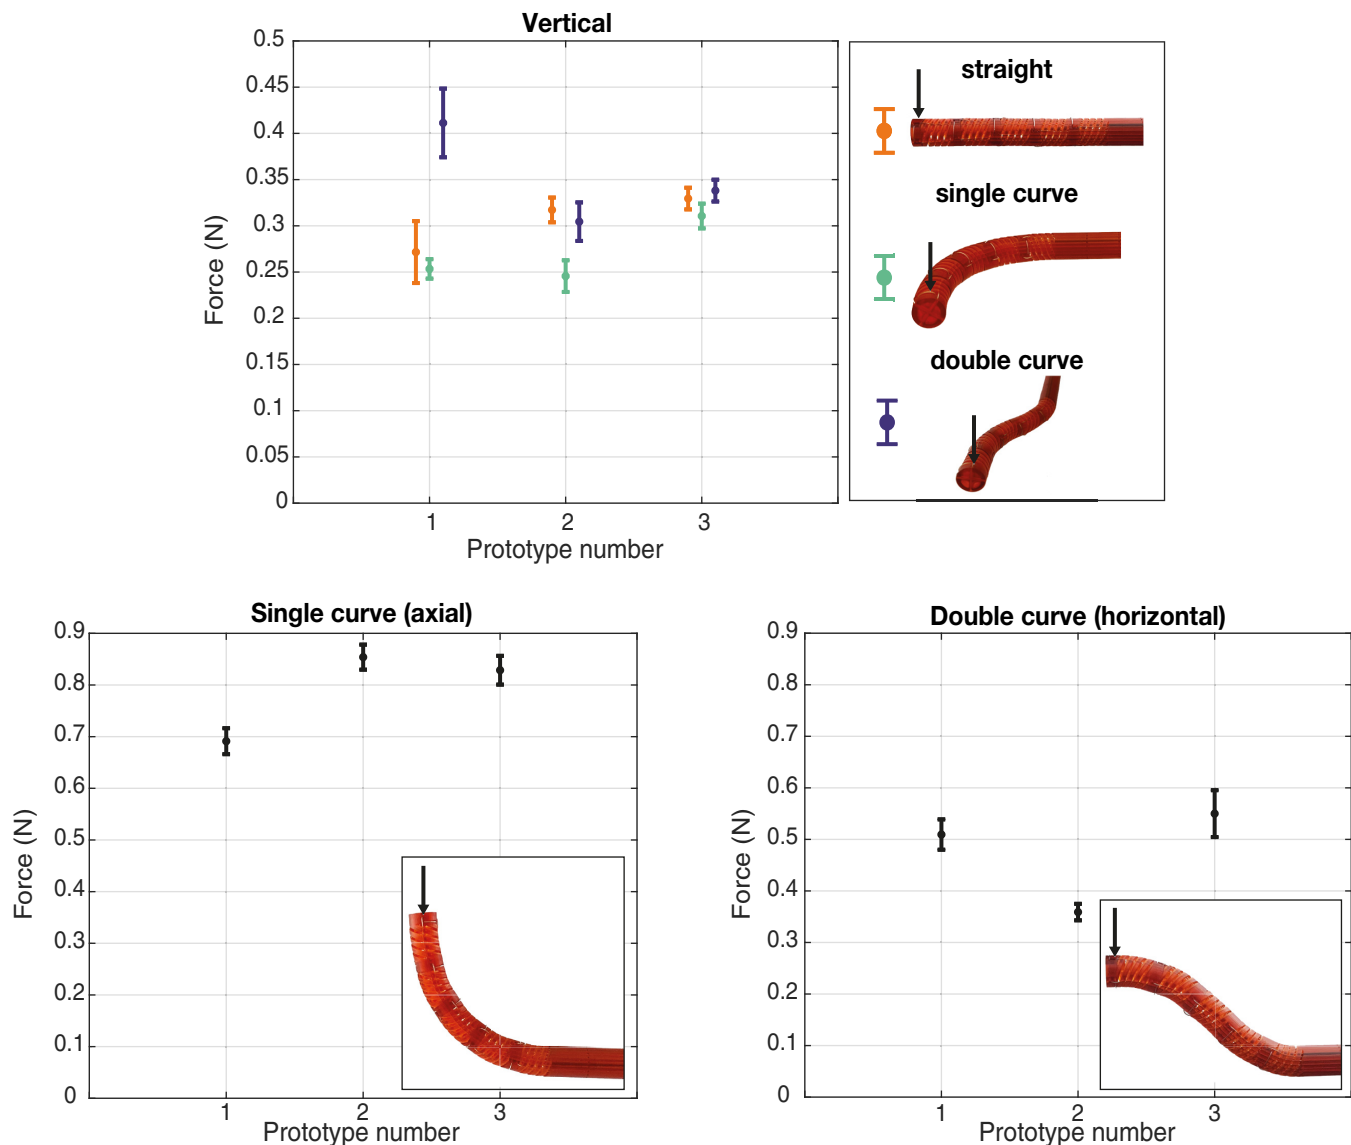 Vertical
0.5
0.45
0.4
0.35
0.3
0.25
0.2
0.15
0.1
0.05
0
Force (N)
1 2 3
Prototype number
straight
single curve
double curve
Single curve (axial)
0.9
0.8
0.7
0.6
0.5
0.4
0.3
0.2
0.1
0
Force (N)
1 2 3
Prototype number
Double curve (horizontal)
0.9
0.8
0.7
0.6
0.5
0.4
0.3
0.2
0.1
0
Force (N)
1 2 3
Prototype number